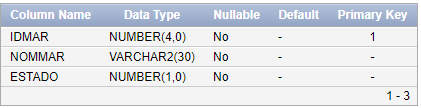 Column Name Data Type Nullable Default Primary Key
IDMAR NUMBER(4,0) No - 1
NOMMAR VARCHAR2(30) No - -
ESTADO NUMBER(1,0) No - -
1 - 3